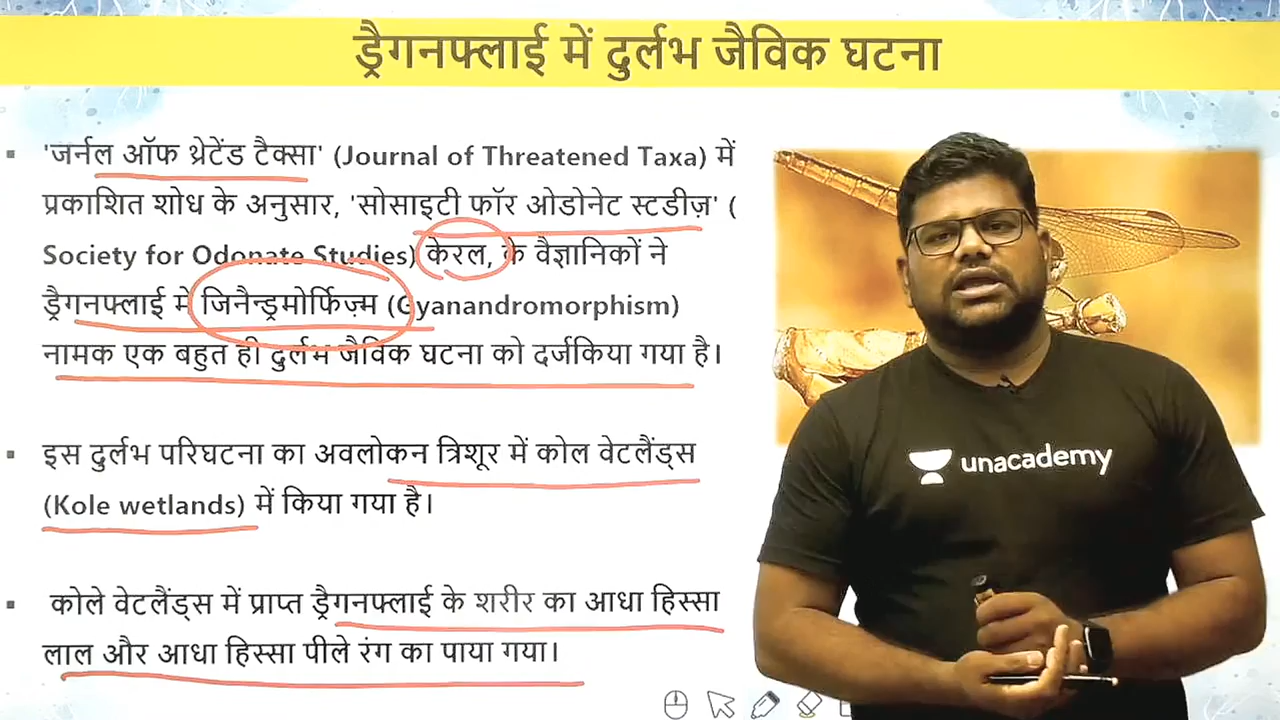 ड्रैगनफ्लाई में दुर्लभ जैविक घटना
▪ 'जर्नल ऑफ थ्रेटेंड टैक्सा' (Journal of Threatened Taxa) में
प्रकाशित शोध के अनुसार, 'सोसाइटी फॉर ओडोनेट स्टडीज़' (
Society for Odonate Studies) केरल, के वैज्ञानिकों ने
ड्रैगनफ्लाई में जिनैन्ड्रमोर्फिज़्म (Gyanandromorphism)
नामक एक बहुत ही दुर्लभ जैविक घटना को दर्जकिया गया है।
▪ इस दुर्लभ परिघटना का अवलोकन त्रिशूर में कोल वेटलैंड्स
(Kole wetlands) में किया गया है।
▪ कोले वेटलैंड्स में प्राप्त ड्रैगनफ्लाई के शरीर का आधा हिस्सा
लाल और आधा हिस्सा पीले रंग का पाया गया।
unacademy